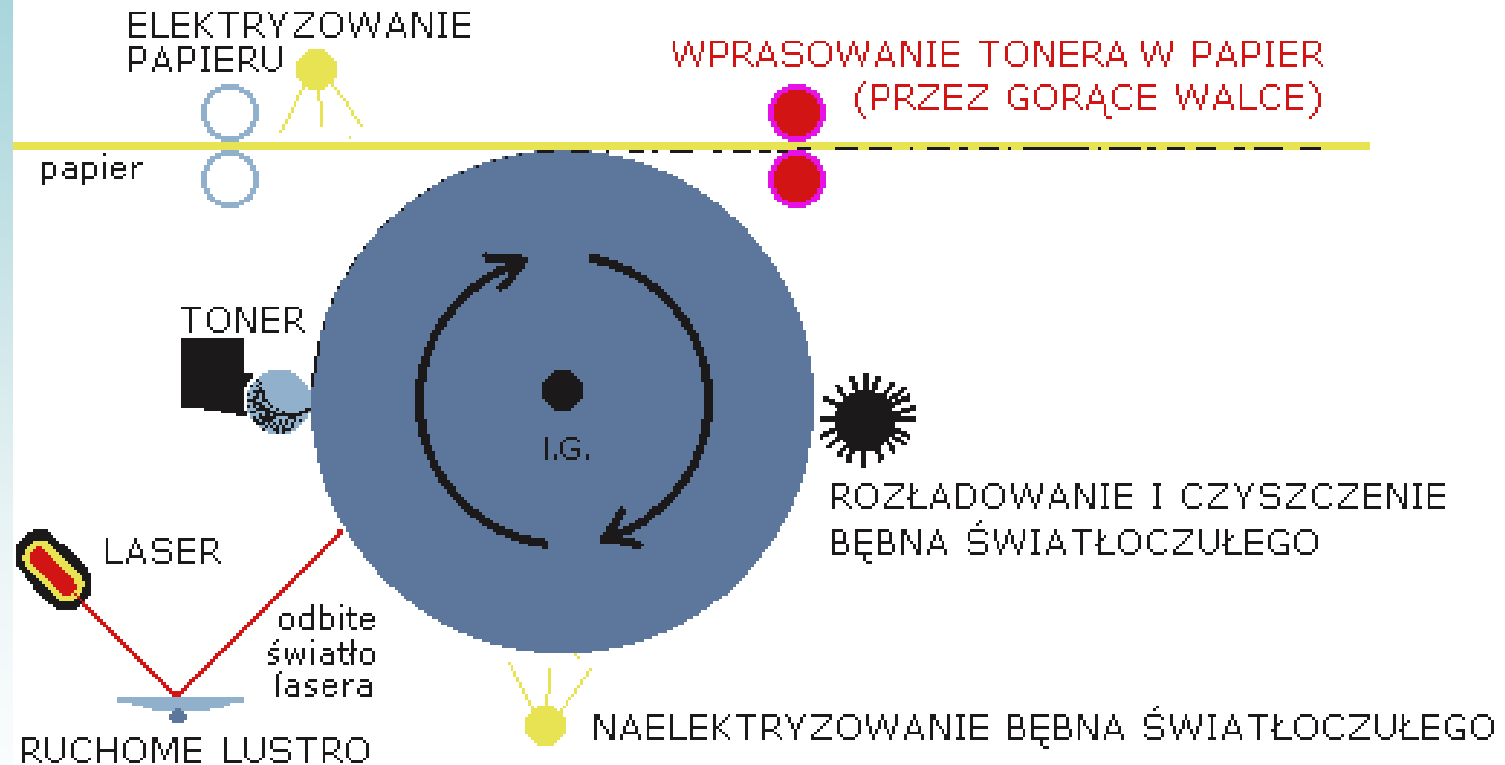 ELEKTRYZOWANIE
PAPIERU
WPRASOWANIE TONERA W PAPIER
(PRZEZ GORĄCE WALCE)
papier
TONER
I.G.
ROZŁADOWANIE I CZYSZCZENIE
BĘBNA ŚWIATŁOCZUŁEGO
LASER
odbite
światło
lasera
NAELEKTRYZOWANIE BĘBNA ŚWIATŁOCZUŁEGO
RUCHOME LUSTRO